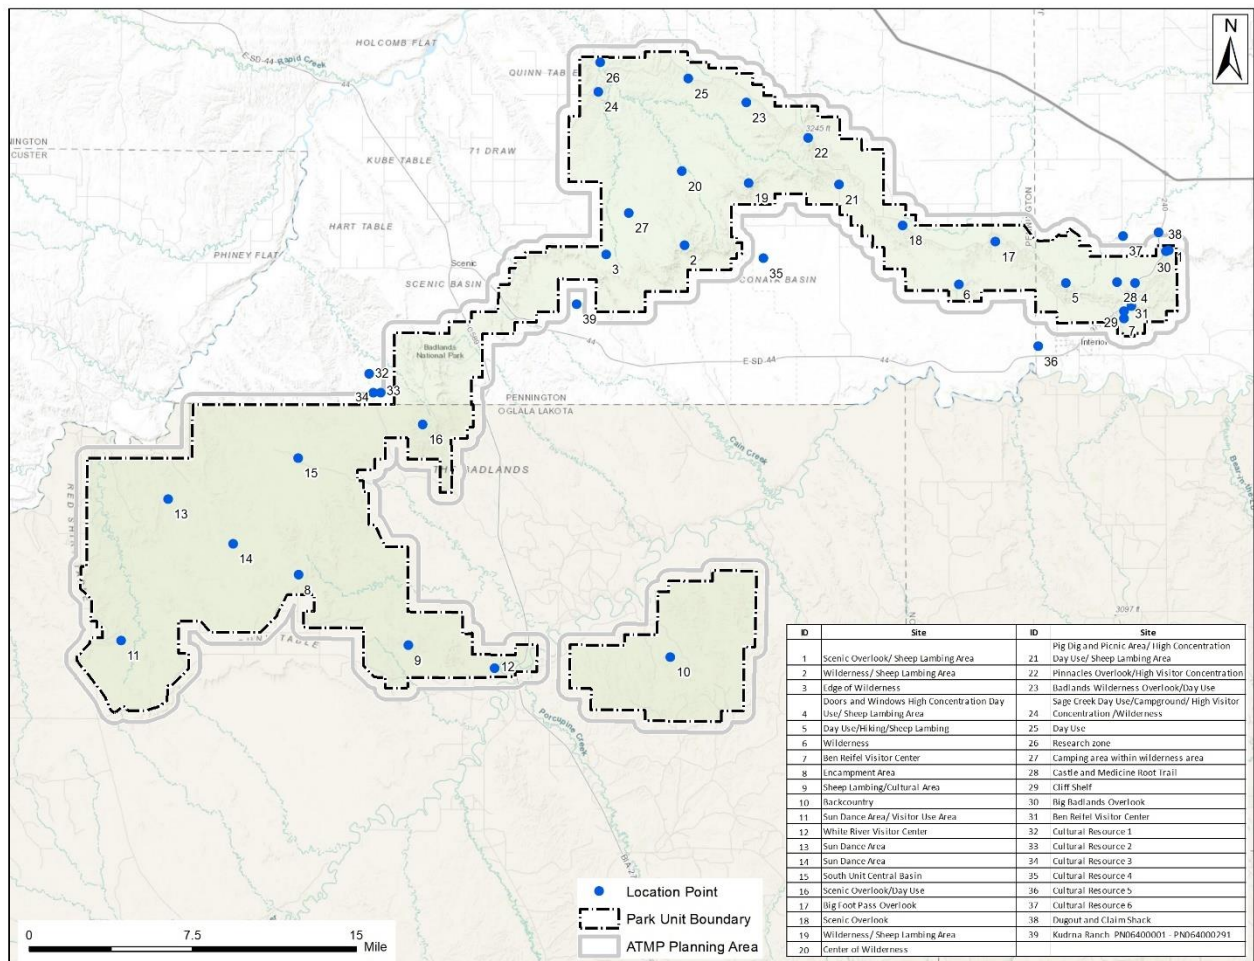 N
HOLCOMB FLAT
E-SD-44
Rapid Creek
44
QUINN TABLE
26
24
25
23
3245 ft
22
71 DRAW
KUBE TABLE
20
19
21
27
HART TABLE
PHINEY FLAT
Scenic
SCENIC BASIN
3
2
35
CONATA BASIN
18
17
PENNINGTON
240
38
37
1
30
6
5
28
4
31
29
7
Interior
36
39
44
E-SD-44
44
Badlands
National Park
32
34
33
PENNINGTON
OGLALA LAKOTA
16
THE BADLANDS
Cain Creek
15
13
14
8
11
9
12
10
Porcupine Creek
3097 ft
ID Site ID Site
1 Scenic Overlook/ Sheep Lambing Area 21 Pig Dig and Picnic Area/ High Concentration
Day Use/ Sheep Lambing Area
2 Wilderness/ Sheep Lambing Area 22 Pinnacles Overlook/High Visitor Concentration
3 Edge of Wilderness 23 Badlands Wilderness Overlook/Day Use
4 Doors and Windows High Concentration Day
Use/ Sheep Lambing Area 24 Sage Creek Day Use/Campground/ High Visitor
Concentration /Wilderness
5 Day Use/Hiking/Sheep Lambing 25 Day Use
6 Wilderness 26 Research zone
7 Ben Reifel Visitor Center 27 Camping area within wilderness area
8 Encampment Area 28 Castle and Medicine Root Trail
9 Sheep Lambing/Cultural Area 29 Cliff Shelf
10 Backcountry 30 Big Badlands Overlook
11 Sun Dance Area/ Visitor Use Area 31 Ben Reifel Visitor Center
12 White River Visitor Center 32 Cultural Resource 1
13 Sun Dance Area 33 Cultural Resource 2
14 Sun Dance Area 34 Cultural Resource 3
15 South Unit Central Basin 35 Cultural Resource 4
16 Scenic Overlook/Day Use 36 Cultural Resource 5
17 Big Foot Pass Overlook 37 Cultural Resource 6
18 Scenic Overlook 38 Dugout and Claim Shack
19 Wilderness/ Sheep Lambing Area 39 Kudrna Ranch PN06400001 - PN064000291
20 Center of Wilderness
Location Point
Park Unit Boundary
ATMP Planning Area
0 7.5 15
Mile